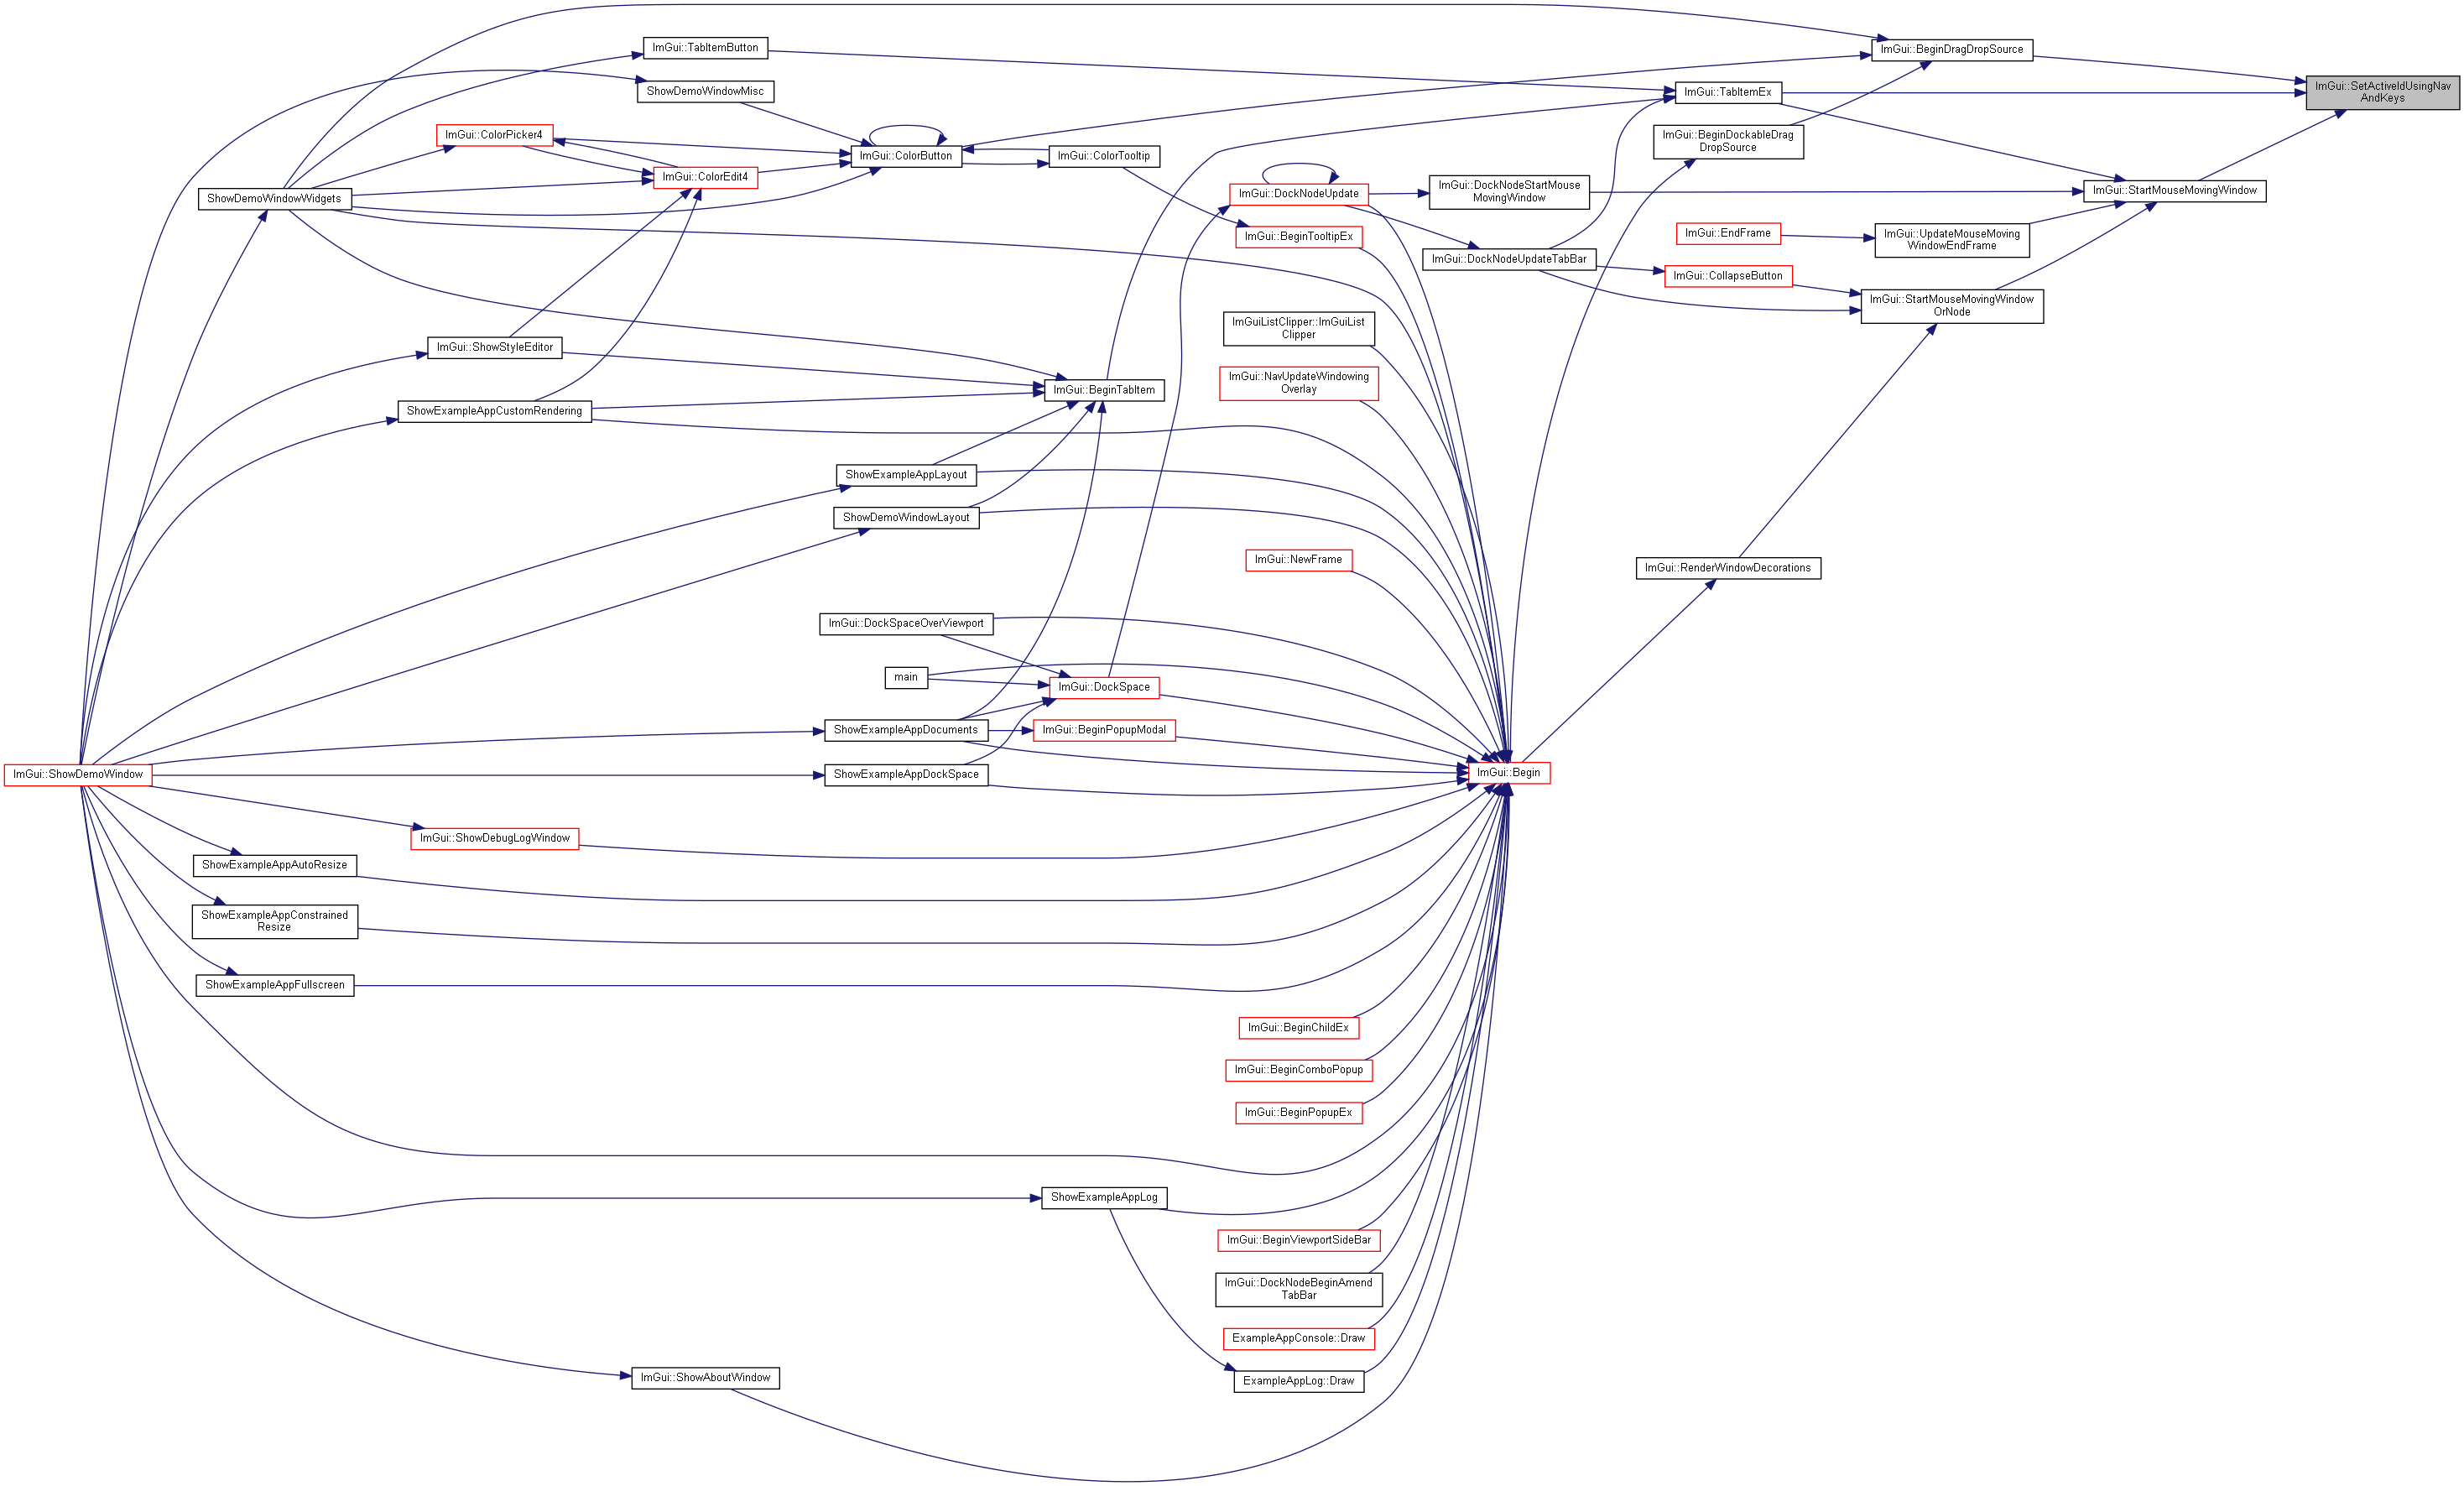 ImGui::TabItemButton
ImGui::BeginDragDropSource
ShowDemoWindowMisc
ImGui::TabItemEx
ImGui::SetActiveIdUsingNav
AndKeys
ImGui::ColorPicker4
ImGui::ColorButton
ImGui::ColorTooltip
ImGui::BeginDockableDrag
DropSource
ImGui::ColorEdit4
ShowDemoWindowWidgets
ImGui::DockNodeUpdate
ImGui::DockNodeStartMouse
MovingWindow
ImGui::StartMouseMovingWindow
ImGui::BeginTooltipEx
ImGui::EndFrame
ImGui::UpdateMouseMoving
WindowEndFrame
ImGui::DockNodeUpdateTabBar
ImGui::CollapseButton
ImGui::StartMouseMovingWindow
OrNode
ImGuiListClipper::ImGuiList
Clipper
ImGui::ShowStyleEditor
ImGui::NavUpdateWindowing
Overlay
ImGui::BeginTabItem
ShowExampleAppCustomRendering
ShowExampleAppLayout
ShowDemoWindowLayout
ImGui::NewFrame
ImGui::RenderWindowDecorations
ImGui::DockSpaceOverViewport
main
ImGui::DockSpace
ShowExampleAppDocuments
ImGui::BeginPopupModal
ImGui::ShowDemoWindow
ShowExampleAppDockSpace
ImGui::Begin
ImGui::ShowDebugLogWindow
ShowExampleAppAutoResize
ShowExampleAppConstrained
Resize
ShowExampleAppFullscreen
ImGui::BeginChildEx
ImGui::BeginComboPopup
ImGui::BeginPopupEx
ShowExampleAppLog
ImGui::BeginViewportSideBar
ImGui::DockNodeBeginAmend
TabBar
ExampleAppConsole::Draw
ImGui::ShowAboutWindow
ExampleAppLog::Draw